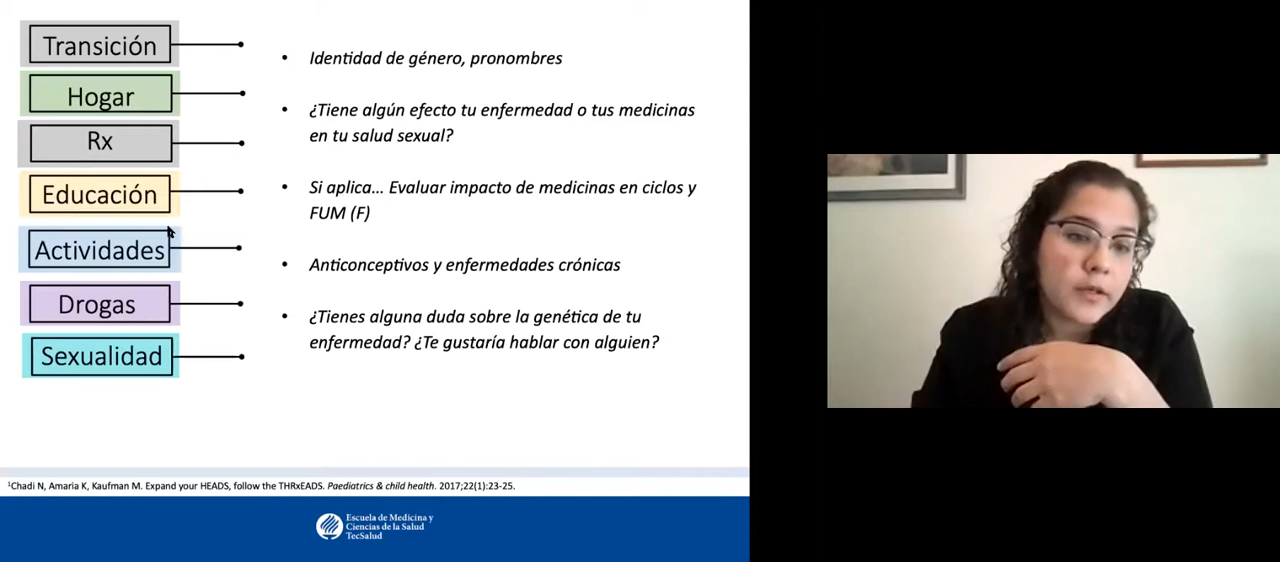 Transición
Hogar
Rx
Educación
Actividades
Drogas
Sexualidad
• Identidad de género, pronombres
• ¿Tiene algún efecto tu enfermedad o tus medicinas
en tu salud sexual?
• Si aplica... Evaluar impacto de medicinas en ciclos y
FUM (F)
• Anticonceptivos y enfermedades crónicas
• ¿Tienes alguna duda sobre la genética de tu
enfermedad? ¿Te gustaría hablar con alguien?
¹Chadi N, Amaria K, Kaufman M. Expand your HEADS, follow the THRxEADS. Paediatrics & child health. 2017;22(1):23-25.
Escuela de Medicina y
Ciencias de la Salud
TecSalud